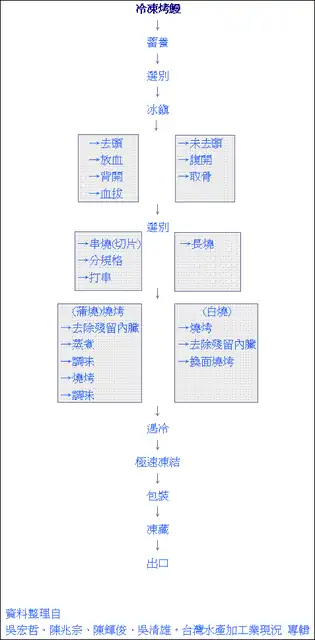 冷凍烤鰻
↓
蓄養
↓
選別
↓
冰鎮
↓
→去頭
→放血
→背開
→血拔
→未去頭
→腹開
→取骨
↓
選別
→串燒(切片)
→分規格
→打串
→長燒
↓
(蒲燒)燒烤
→去除殘留內臟
→蒸煮
→調味
→燒烤
→調味
(白燒)
→燒烤
→去除殘留內臟
→換面燒烤
↓
遇冷
↓
極速凍結
↓
包裝
↓
凍藏
↓
出口
資料整理自
吳宏哲、陳兆宗、陳輝俊、吳清雄，台灣水產加工業現況 專輯